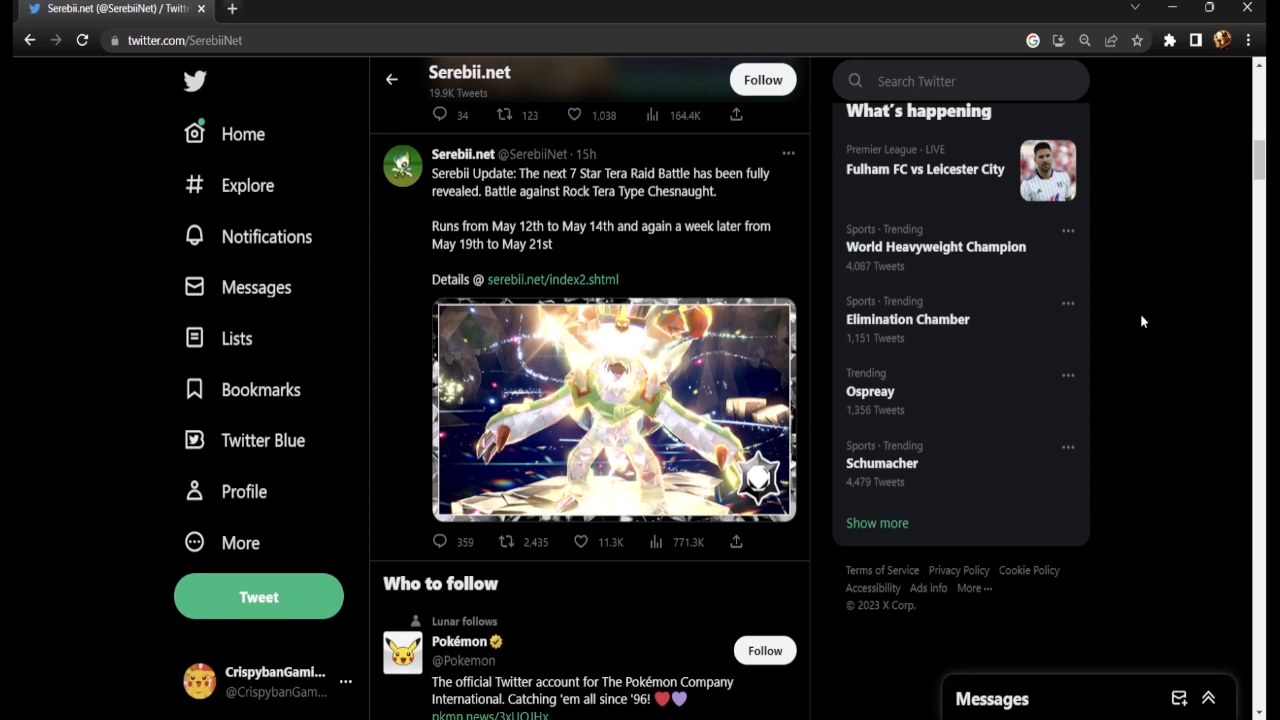 Serebii.net (@SerebiiNet) / Twitte
twitter.com/SerebiiNet
Home
Explore
Notifications
Messages
Lists
Bookmarks
Twitter Blue
Profile
More
Tweet
CrispybanGami...
@CrispybanGam...
Serebii.net
19.9K Tweets
Follow
34 123 1,038 164.4K
Serebii.net @SerebiiNet · 15h
Serebii Update: The next 7 Star Tera Raid Battle has been fully
revealed. Battle against Rock Tera Type Chesnaught.
Runs from May 12th to May 14th and again a week later from
May 19th to May 21st
Details @ serebii.net/index2.shtml
359 2,435 11.3K 771.3K
Who to follow
Lunar follows
Pokémon
@Pokemon
Follow
The official Twitter account for The Pokémon Company
International. Catching 'em all since '96!
pkmn.news/3xUOJHx
Search Twitter
What's happening
Premier League · LIVE
Fulham FC vs Leicester City
Sports · Trending
World Heavyweight Champion
4,087 Tweets
Sports · Trending
Elimination Chamber
1,151 Tweets
Trending
Ospreay
1,356 Tweets
Sports · Trending
Schumacher
4,479 Tweets
Show more
Terms of Service Privacy Policy Cookie Policy
Accessibility Ads info More ...
© 2023 X Corp.
Messages